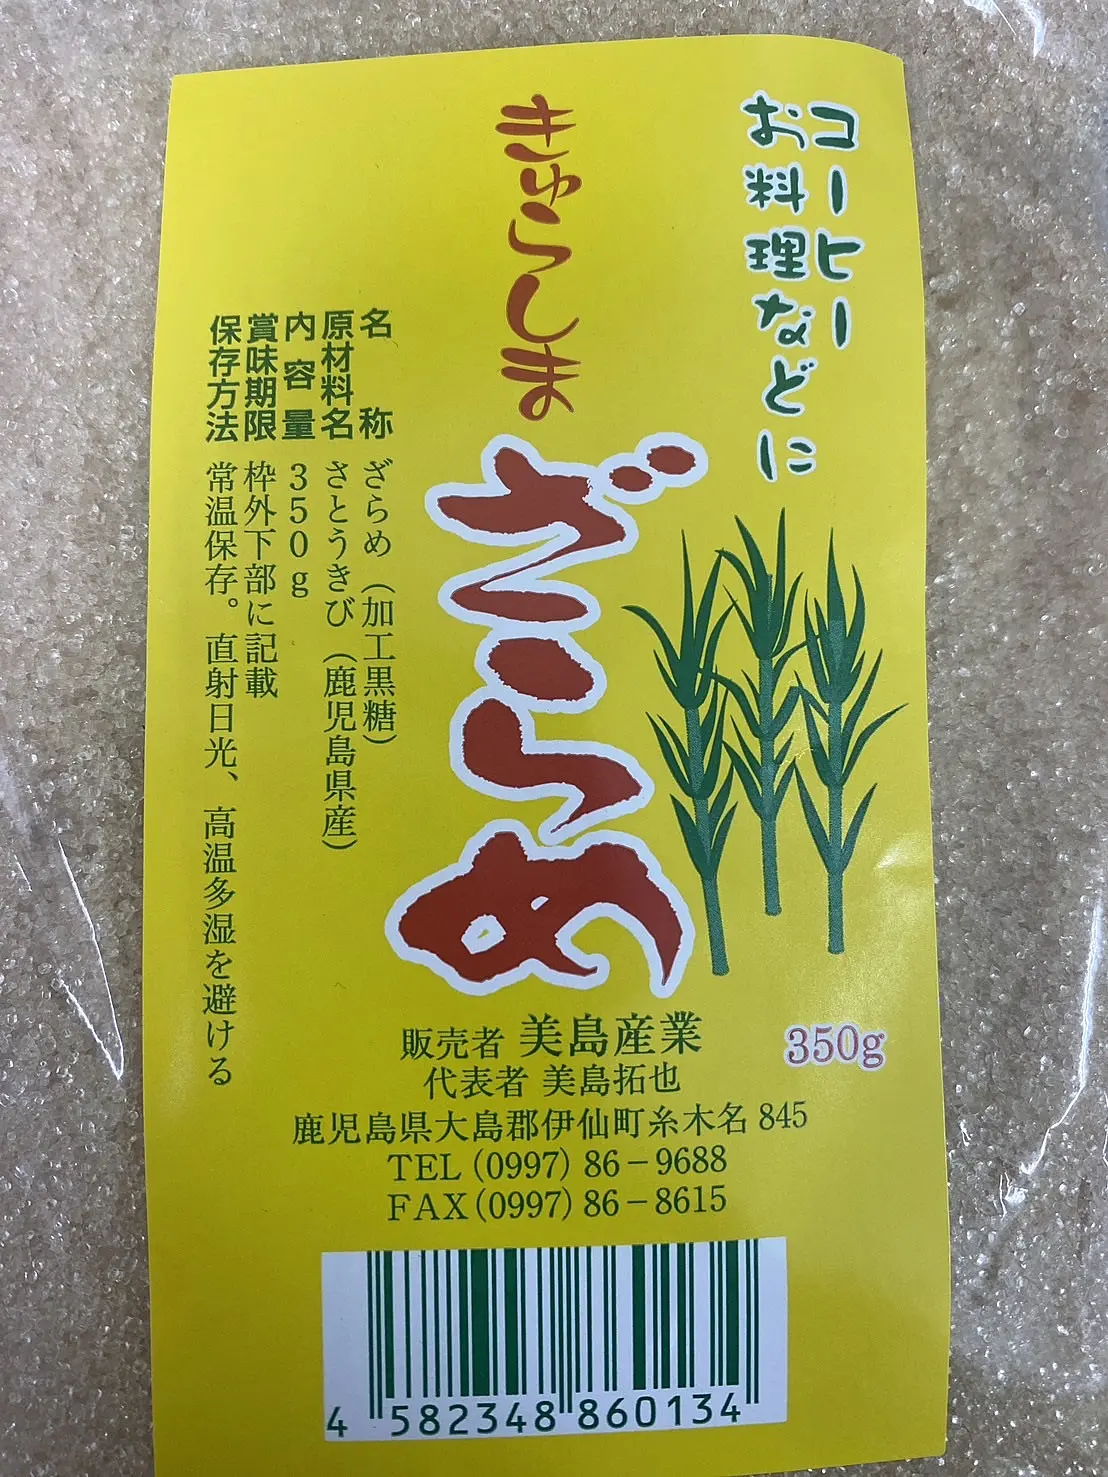 コーヒー
お料理などに
きゅらしま
ざらめ
名称 ざらめ（加工黒糖）
原材料名 さとうきび（鹿児島県産）
内容量 350g
賞味期限 枠外下部に記載
保存方法 常温保存。直射日光、高温多湿を避ける
350g
販売者 美島産業
代表者 美島拓也
鹿児島県大島郡伊仙町糸木名 845
TEL (0997) 86－9688
FAX (0997) 86－8615
4 582348 860134